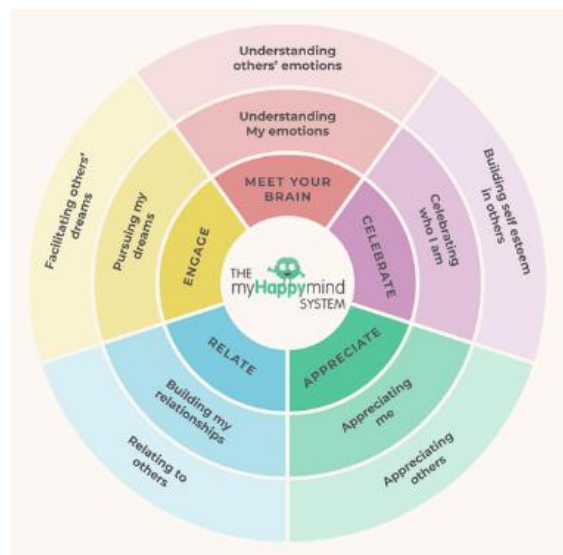 Understanding
others' emotions
Understanding
My emotions
MEET YOUR
BRAIN
Building self esteem
in others
Celebrating
who I am
CELEBRATE
Appreciating
others
Appreciating
me
APPRECIATE
Relating to
others
Building my
relationships
RELATE
Facilitating others'
dreams
Pursuing my
dreams
ENGAGE
THE
myHappymind
SYSTEM